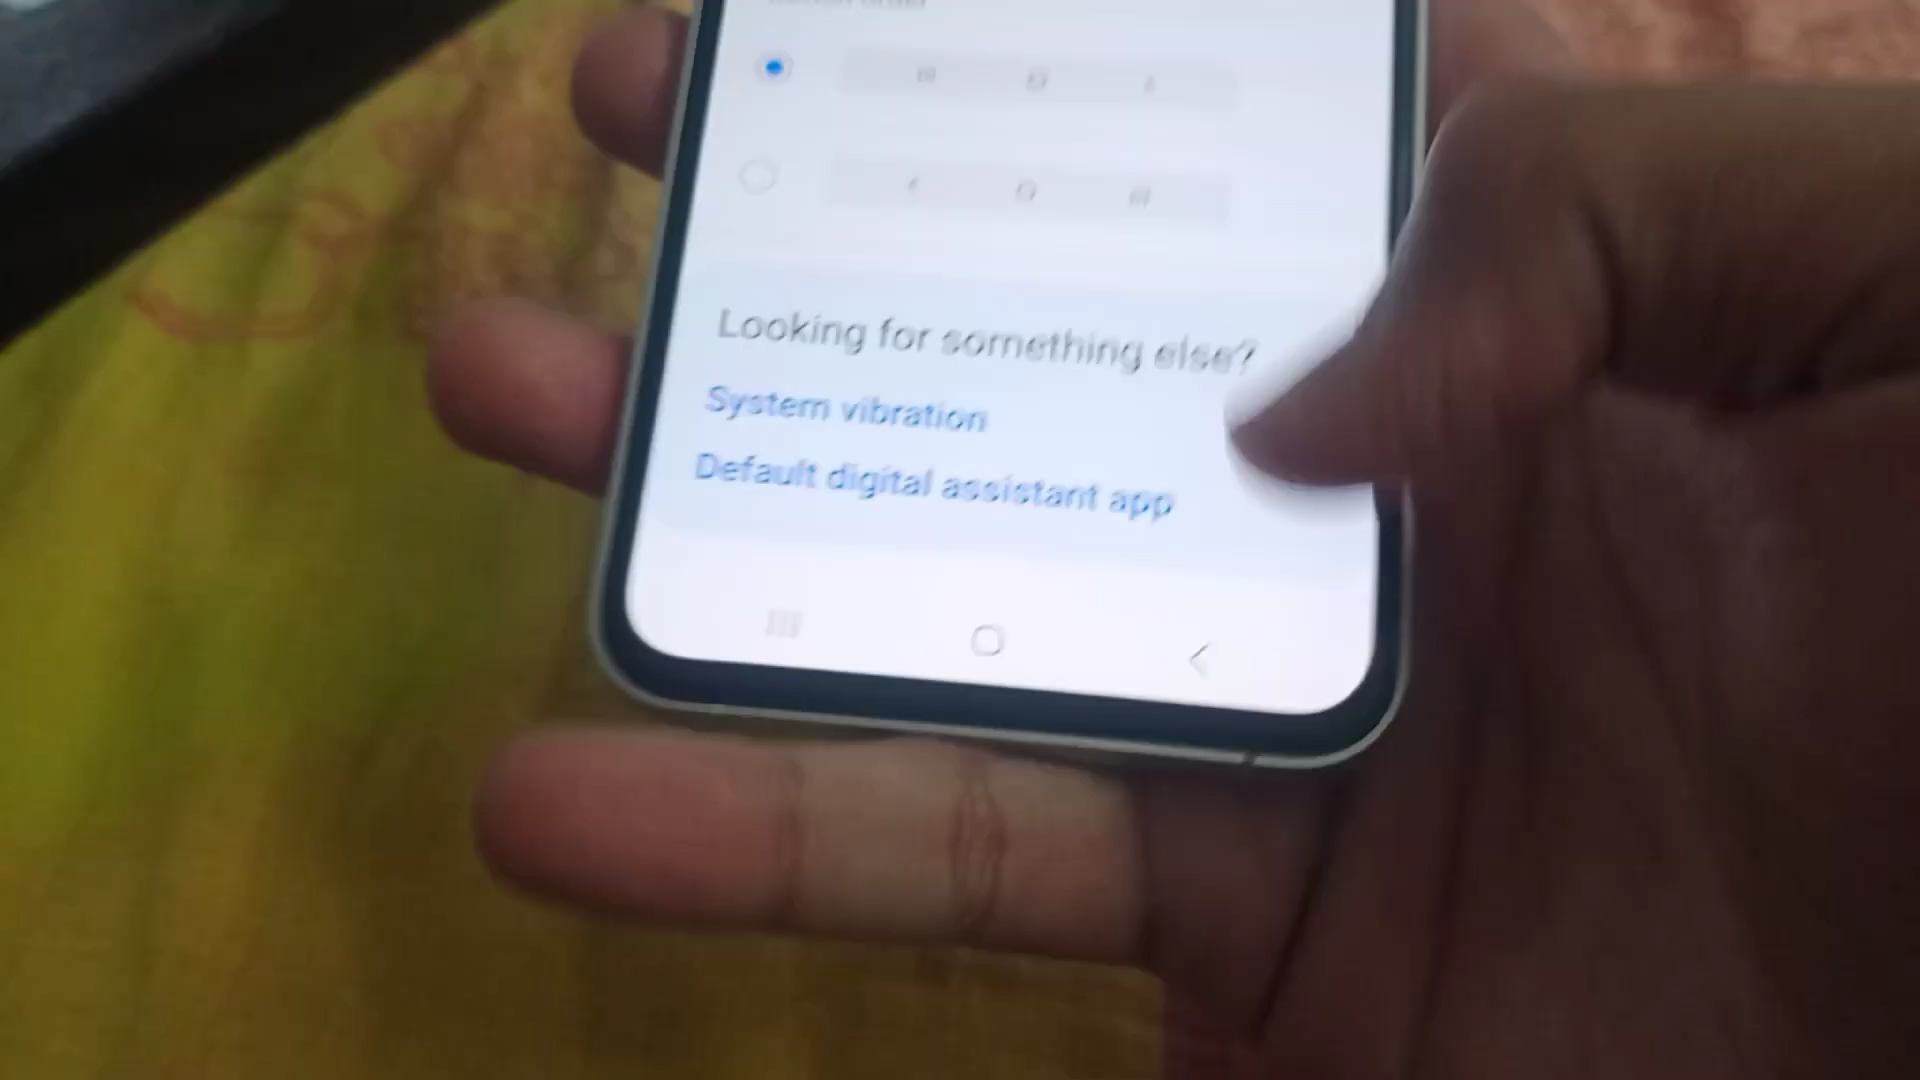 Looking for something else?
System vibration
Default digital assistant app